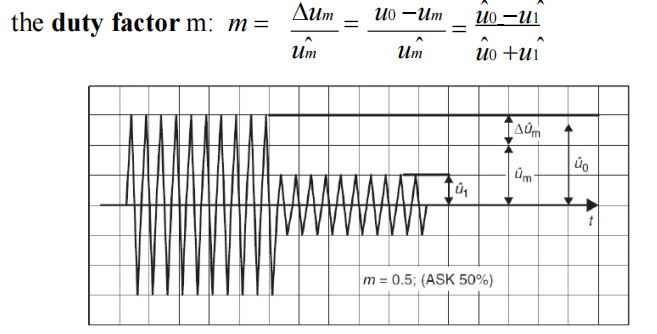 the duty factor m: m = Δum / ûm = u0 −um / ûm = û0 −û1 / û0 +û1
Δûm
û0
ûm
û1
t
m = 0.5; (ASK 50%)